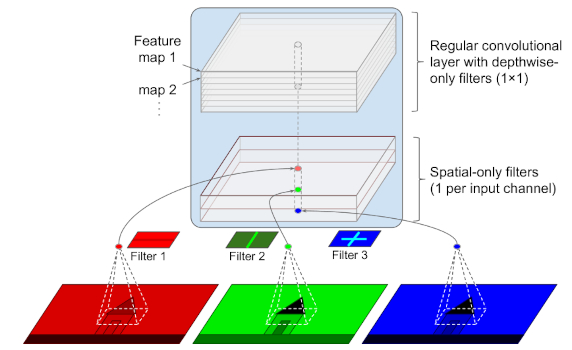 Feature
map 1
map 2
⋮
Regular convolutional
layer with depthwise-
only filters (1×1)
Spatial-only filters
(1 per input channel)
Filter 1
Filter 2
Filter 3